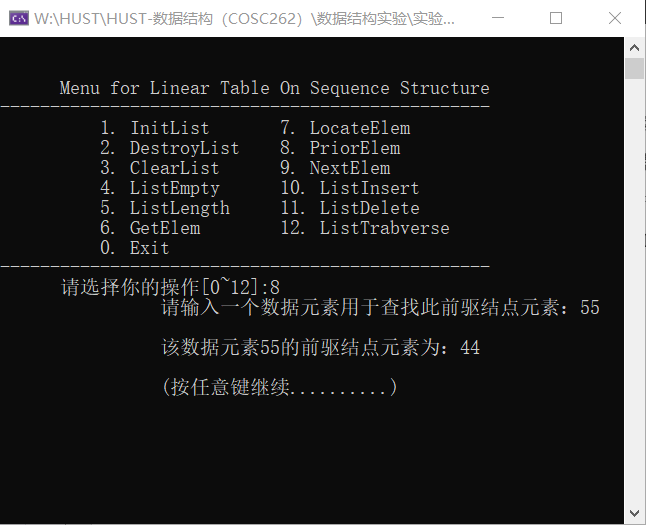 W:\HUST\HUST-数据结构（COSC262）\数据结构实验\实验...
Menu for Linear Table On Sequence Structure
-------------------------------------------------
1. InitList 7. LocateElem
2. DestroyList 8. PriorElem
3. ClearList 9. NextElem
4. ListEmpty 10. ListInsert
5. ListLength 11. ListDelete
6. GetElem 12. ListTrabverse
0. Exit
-------------------------------------------------
请选择你的操作[0~12]:8
请输入一个数据元素用于查找此前驱结点元素：55
该数据元素55的前驱结点元素为：44
(按任意键继续..........)